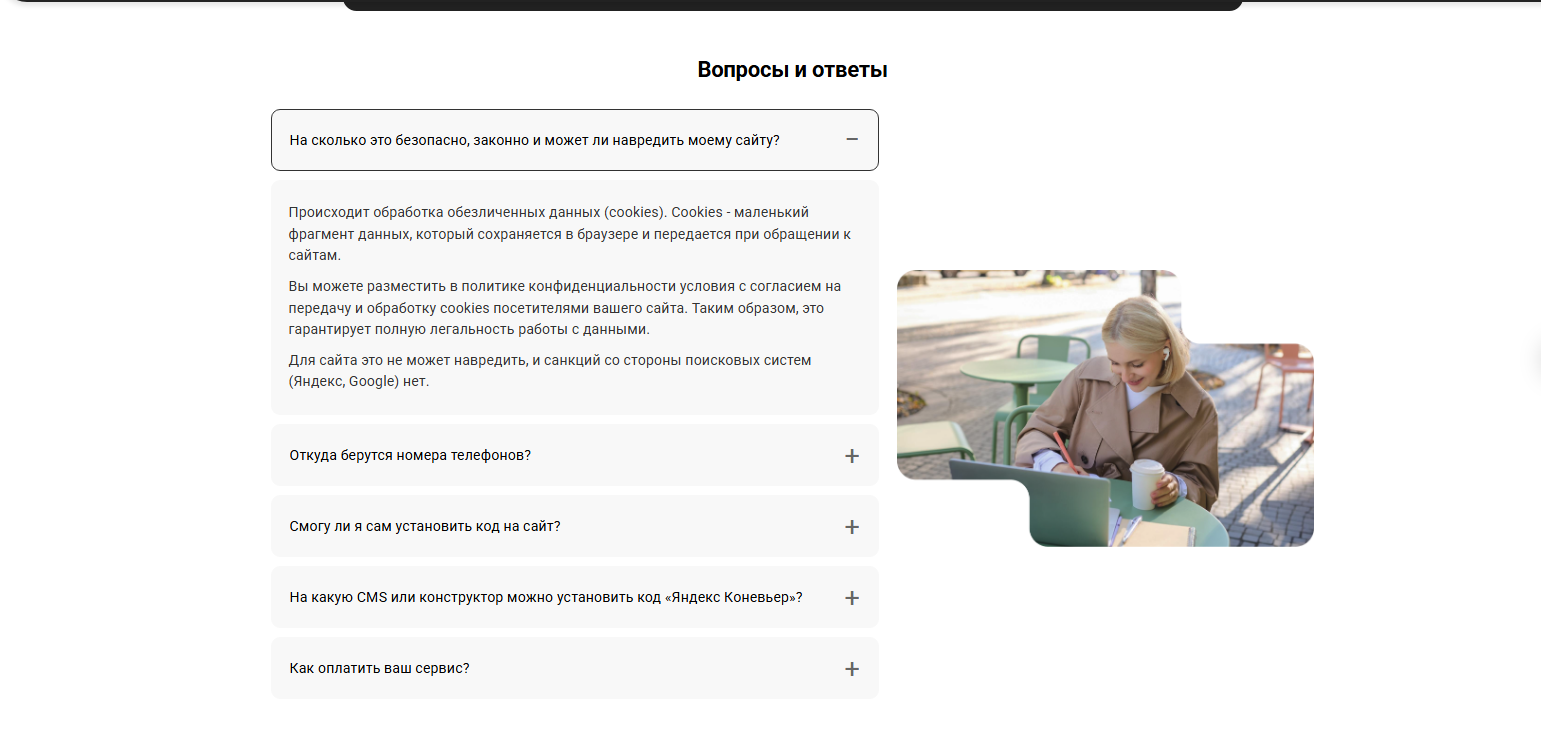 Вопросы и ответы
На сколько это безопасно, законно и может ли навредить моему сайту?
Происходит обработка обезличенных данных (cookies). Cookies - маленький
фрагмент данных, который сохраняется в браузере и передается при обращении к
сайтам.
Вы можете разместить в политике конфиденциальности условия с согласием на
передачу и обработку cookies посетителями вашего сайта. Таким образом, это
гарантирует полную легальность работы с данными.
Для сайта это не может навредить, и санкций со стороны поисковых систем
(Яндекс, Google) нет.
Откуда берутся номера телефонов?
Смогу ли я сам установить код на сайт?
На какую CMS или конструктор можно установить код «Яндекс Коневьер»?
Как оплатить ваш сервис?